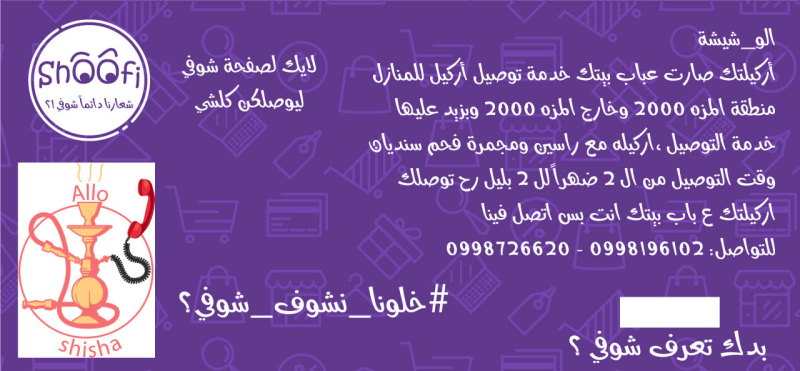 الو_شيشة
أركيلتك صارت عباب بيتك خدمة توصيل أركيل للمنازل
منطقة المزه 2000 وخارج المزه 2000 وبزيد عليها
خدمة التوصيل ،اركيله مع راسين ومجمرة فحم سنديان
وقت التوصيل من ال 2 ضهراً لل 2 بليل رح توصلك
اركيلتك ع باب بيتك انت بس اتصل فينا
للتواصل: 0998196102 - 0998726620
لايك لصفحة شوفي
ليوصلكن كلشي
Shoofi
شعارنا دائماً شوفي ؟!
Allo
shisha
#خلونا_نشوف_شوفي؟
بدك تعرف شوفي ؟